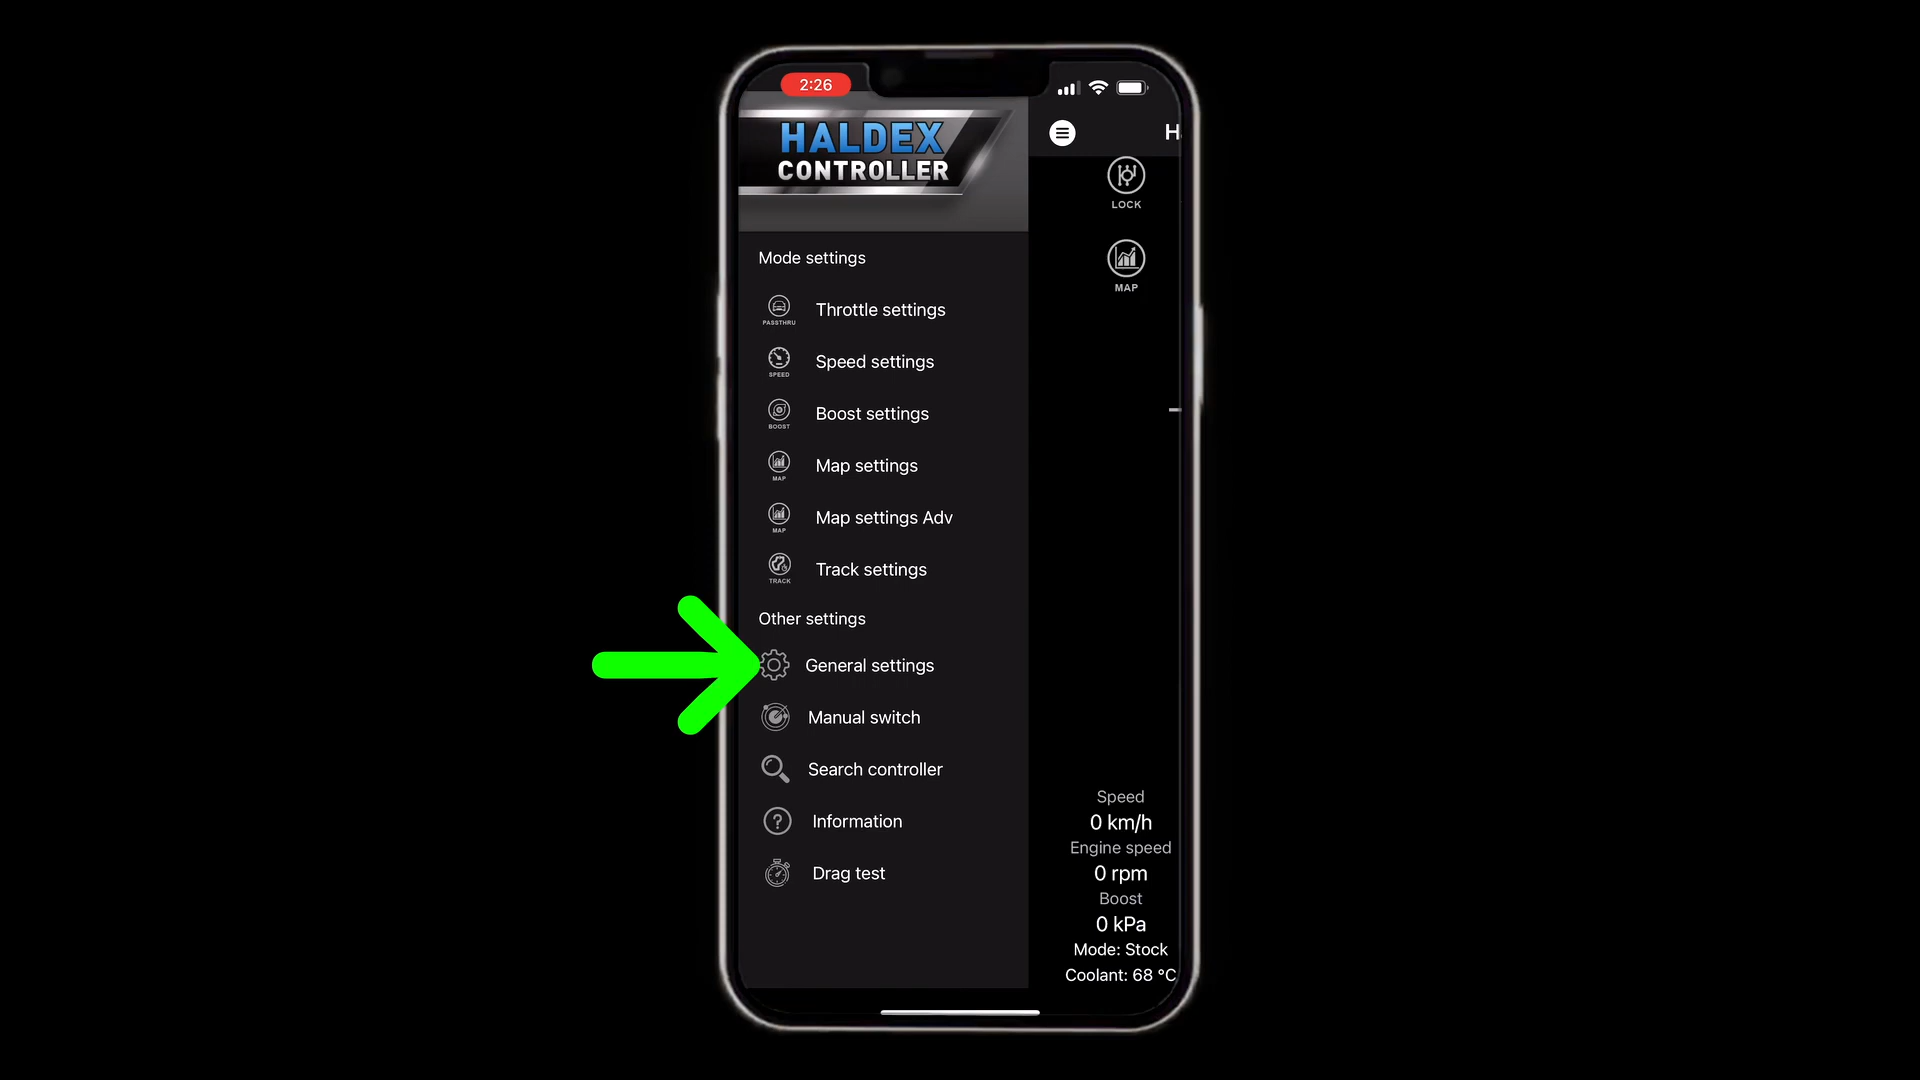 2:26
HALDEX
CONTROLLER
Mode settings
PASSTHRU
Throttle settings
SPEED
Speed settings
BOOST
Boost settings
MAP
Map settings
MAP
Map settings Adv
TRACK
Track settings
Other settings
General settings
Manual switch
Search controller
?
Information
Drag test
H
LOCK
MAP
Speed
0 km/h
Engine speed
0 rpm
Boost
0 kPa
Mode: Stock
Coolant: 68 °C